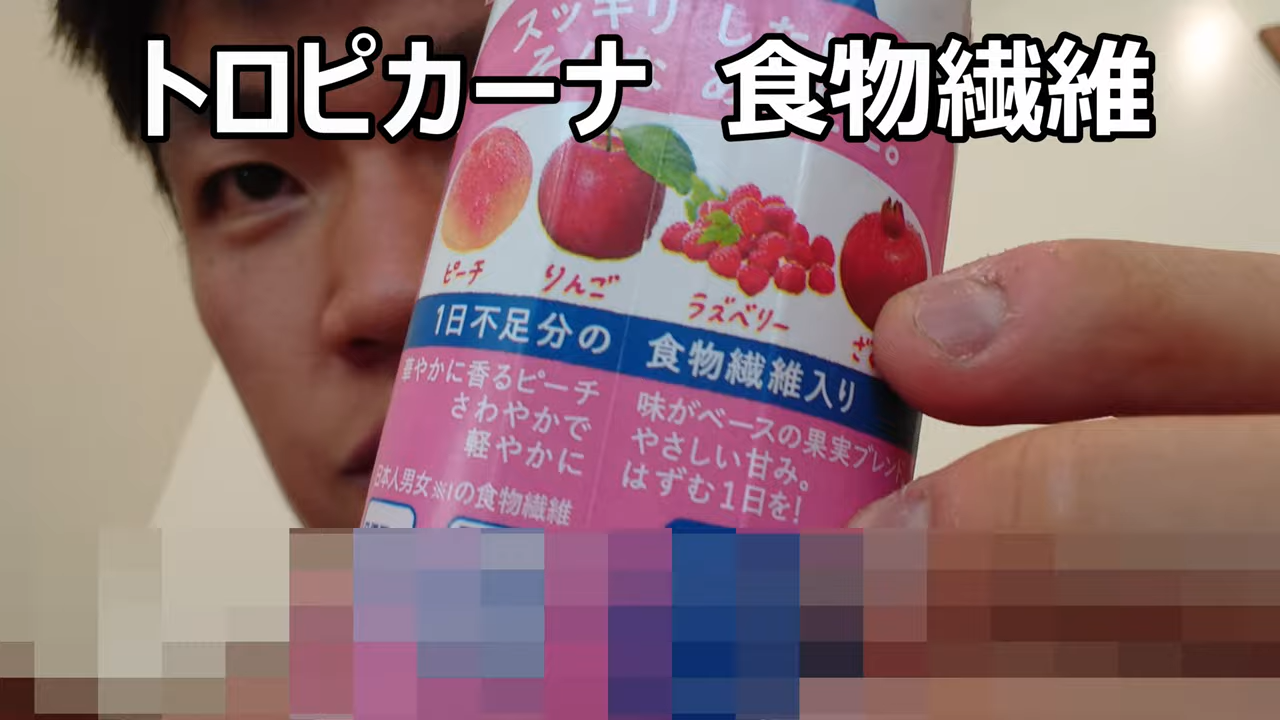 トロピカーナ 食物繊維
スッキリ
ピーチ
りんご
ラズベリー
1日不足分の 食物繊維入り
華やかに香るピーチ
さわやかで
軽やかに
味がベースの果実ブレンド
やさしい甘み。
はずむ1日を!
日本人男女※1の食物繊維